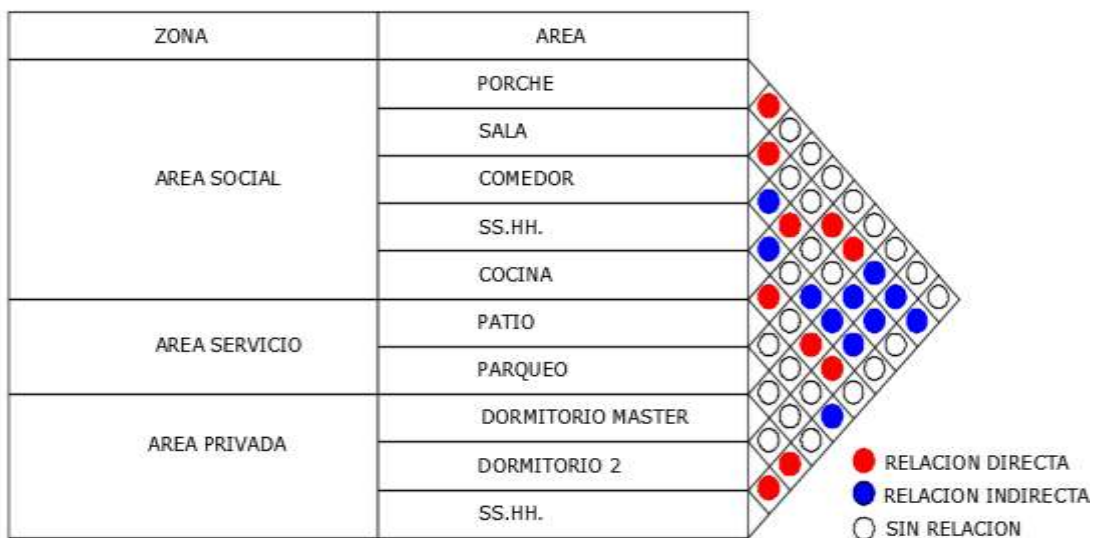 ZONA AREA
PORCHE
SALA
AREA SOCIAL COMEDOR
SS.HH.
COCINA
AREA SERVICIO PATIO
PARQUEO
AREA PRIVADA DORMITORIO MASTER
DORMITORIO 2
SS.HH.
RELACION DIRECTA
RELACION INDIRECTA
SIN RELACION